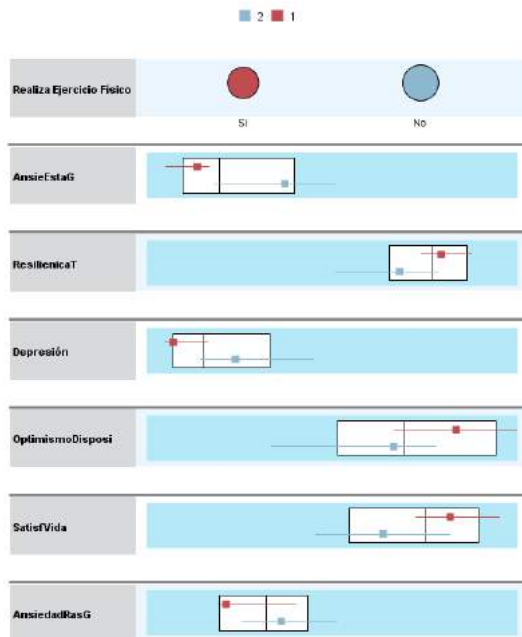 2 1
Realiza Ejercicio Fisico
Si No
AnsieEstaG
ResilienicaT
Depresión
OptimismoDisposi
SatisfVida
AnsiedadRasG